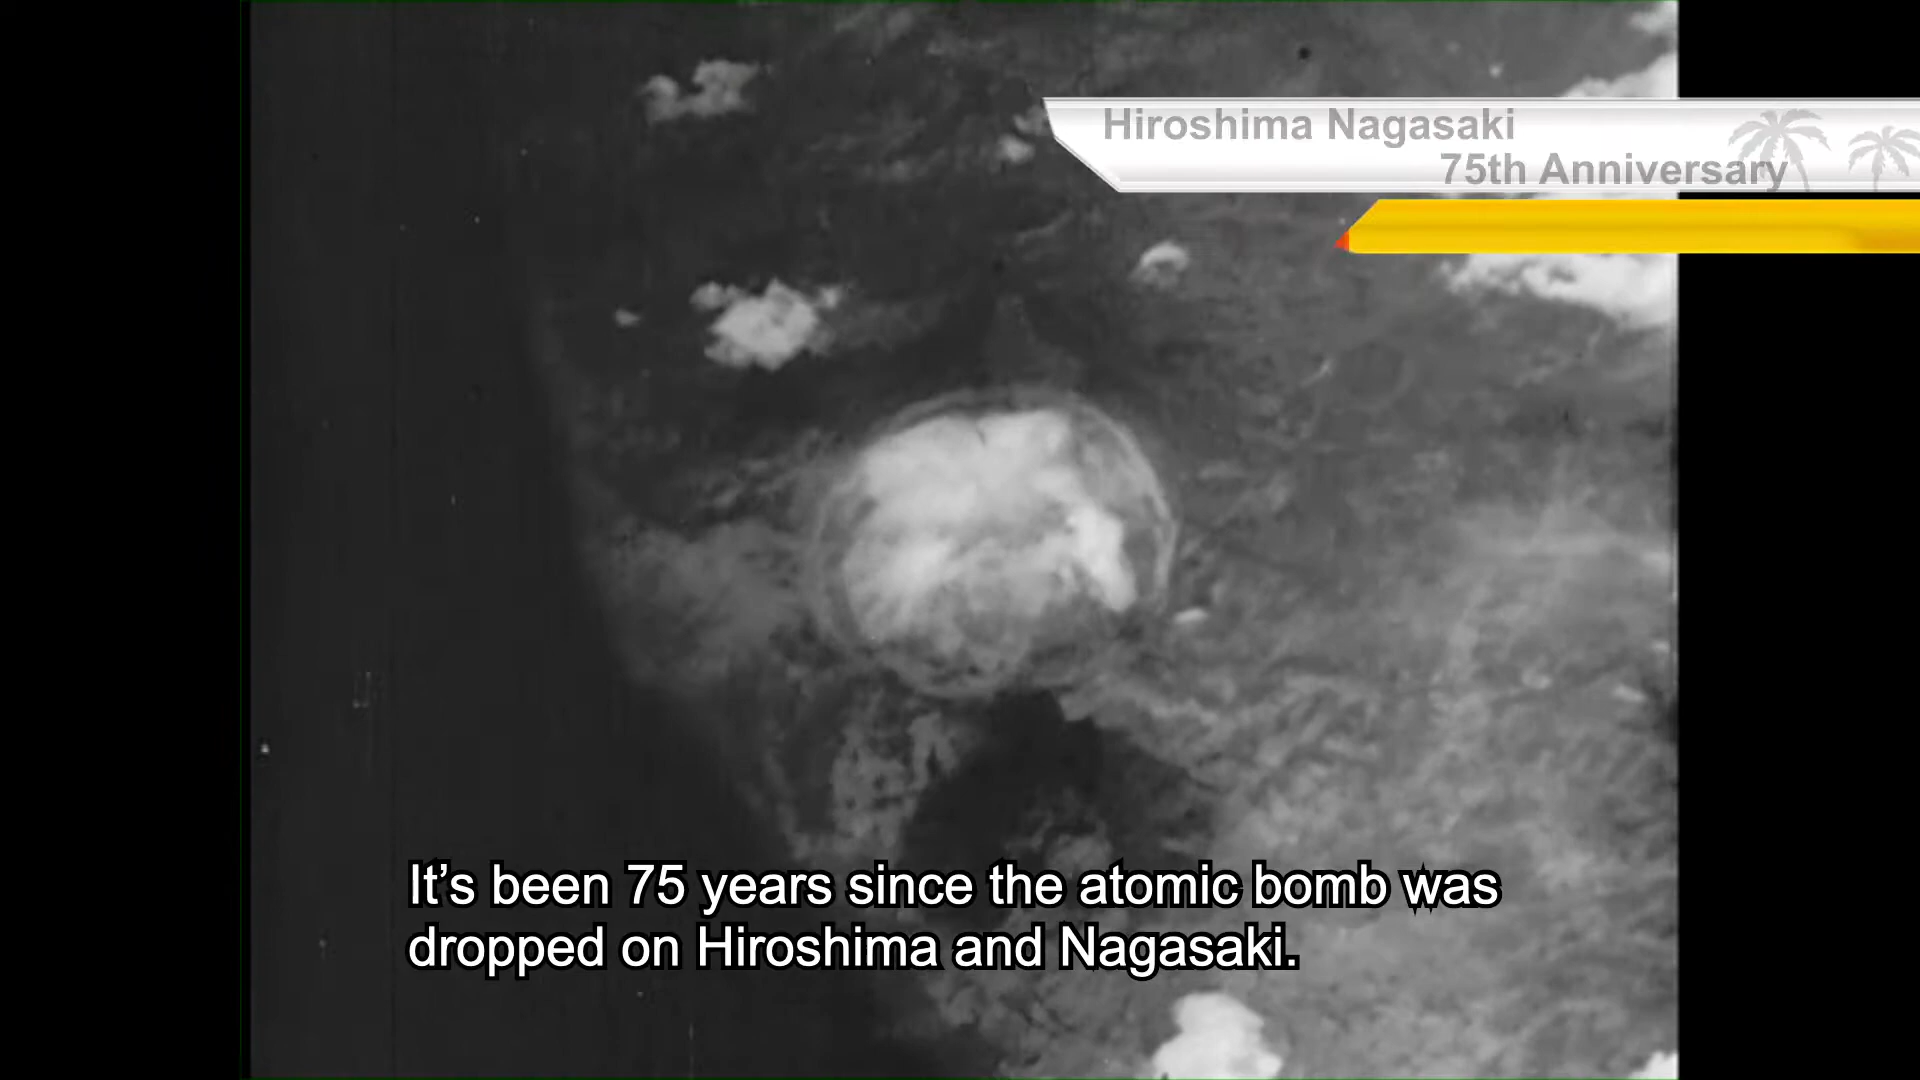 Hiroshima Nagasaki
75th Anniversary
It’s been 75 years since the atomic bomb was
dropped on Hiroshima and Nagasaki.